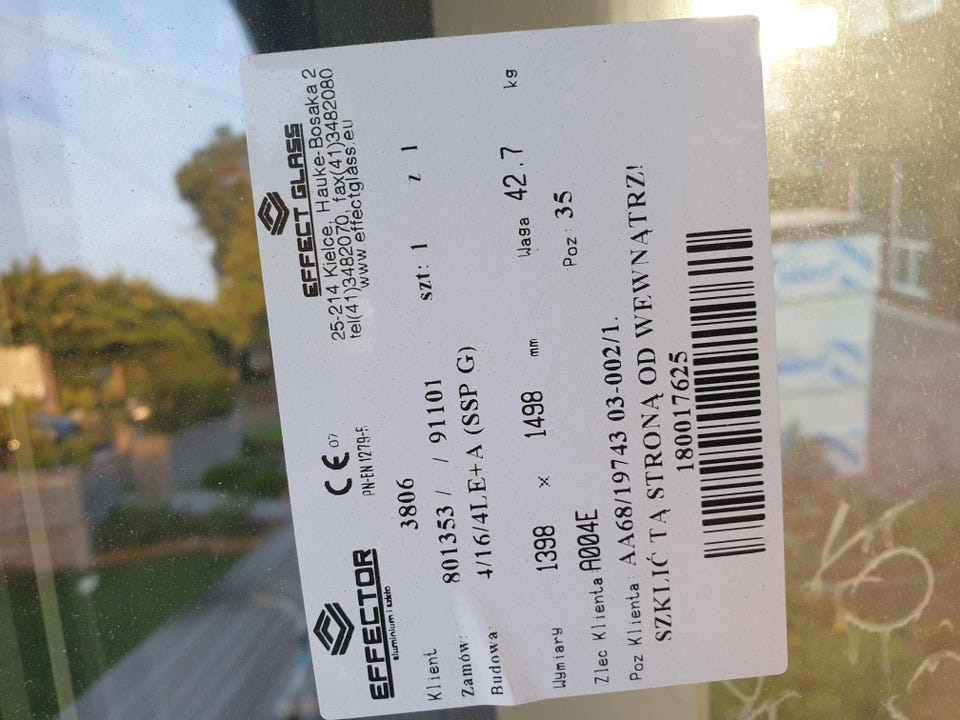 EFFECTOR
aluminium i szkło
CE 07
PN-EN 1279-5
EFFECT GLASS
25-214 Kielce, Hauke-Bosaka 2
tel(41)3482070, fax(41)3482080
www.effectglass.eu
Klient 3806
Zamów: 801353 / / 91101 szt: 1 z 1
Budowa: 4/16/4LE+A (SSP G)
Wymiary 1398 x 1498 mm Waga 42.7 kg
Zlec Klienta A004E Poz: 35
Poz Klienta: AA68/19743 03-002/1.
SZKLIĆ TĄ STRONĄ OD WEWNĄTRZ!
1800017625